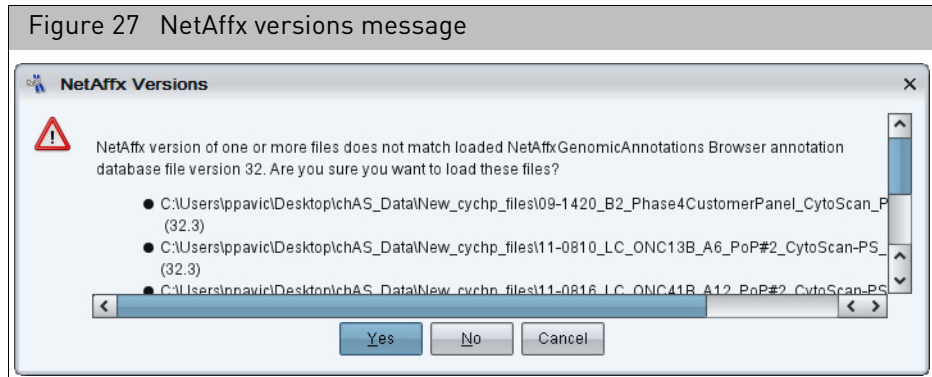 Figure 27 NetAffx versions message
NetAffx Versions
NetAffx version of one or more files does not match loaded NetAffxGenomicAnnotations Browser annotation
database file version 32. Are you sure you want to load these files?
● C:\Users\ppavic\Desktop\chAS_Data\New_cychp_files\09-1420_B2_Phase4CustomerPanel_CytoScan_P
(32.3)
● C:\Users\ppavic\Desktop\chAS_Data\New_cychp_files\11-0810_LC_ONC13B_A6_PoP#2_CytoScan-PS_
(32.3)
● C:\Users\ppavic\Desktop\chAS_Data\New_cychp_files\11-0816_LC_ONC41B_A12_PoP#2_CytoScan-PS
Yes No Cancel